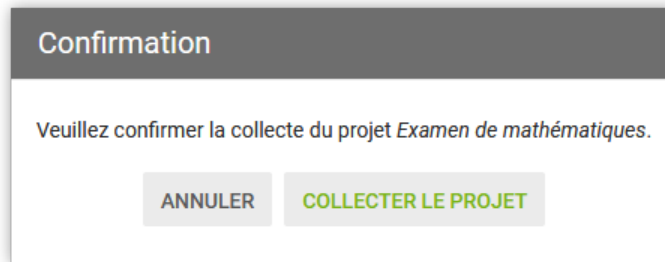 Confirmation
Veuillez confirmer la collecte du projet Examen de mathématiques.
ANNULER COLLECTER LE PROJET